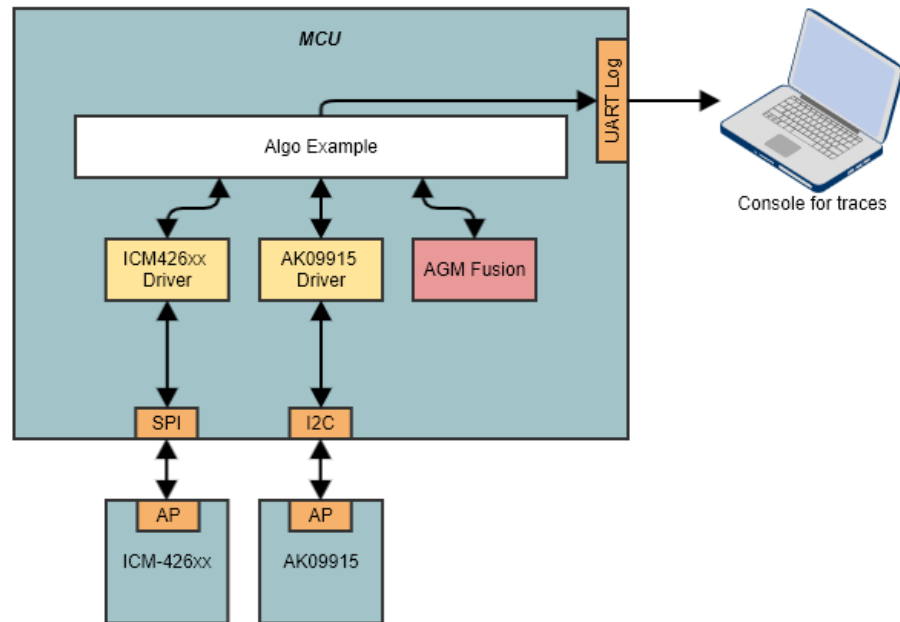 MCU
UART Log
Algo Example
Console for traces
ICM426xx
Driver
AK09915
Driver
AGM Fusion
SPI
I2C
AP
AP
ICM-426xx
AK09915